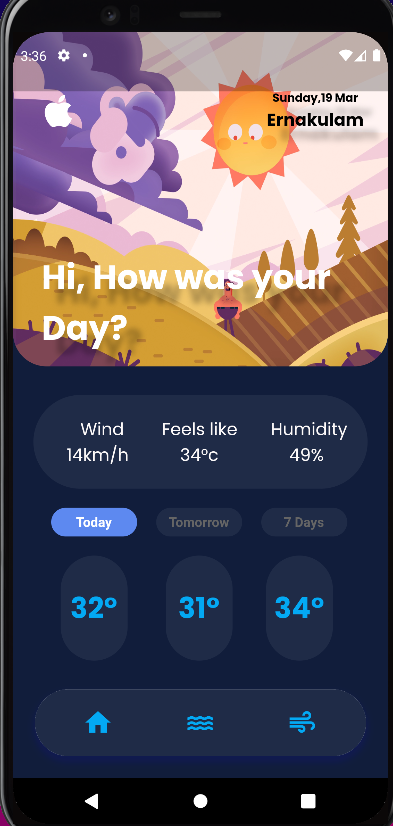 3:36
Sunday,19 Mar
Ernakulam
Hi, How was your
Day?
Wind Feels like Humidity
14km/h 34°c 49%
Today Tomorrow 7 Days
32° 31° 34°